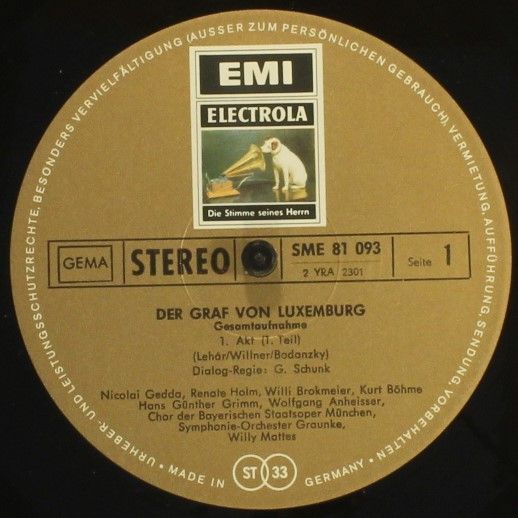 URHEBER- UND LEISTUNGSSCHUTZRECHTE, BESONDERS VERVIELFÄLTIGUNG (AUSSER ZUM PERSÖNLICHEN GEBRAUCH), VERMIETUNG, AUFFÜHRUNG, SENDUNG VORBEHALTEN •
EMI
ELECTROLA
Die Stimme seines Herrn
GEMA
STEREO
SME 81 093
2 YRA 2301
Seite 1
DER GRAF VON LUXEMBURG
Gesamtaufnahme
1. Akt (1. Teil)
(Lehár/Willner/Bodanzky)
Dialog-Regie: G. Schunk
Nicolai Gedda, Renate Holm, Willi Brokmeier, Kurt Böhme
Hans Günther Grimm, Wolfgang Anheisser,
Chor der Bayerischen Staatsoper München,
Symphonie-Orchester Graunke,
Willy Mattes
• MADE IN GERMANY •
ST 33